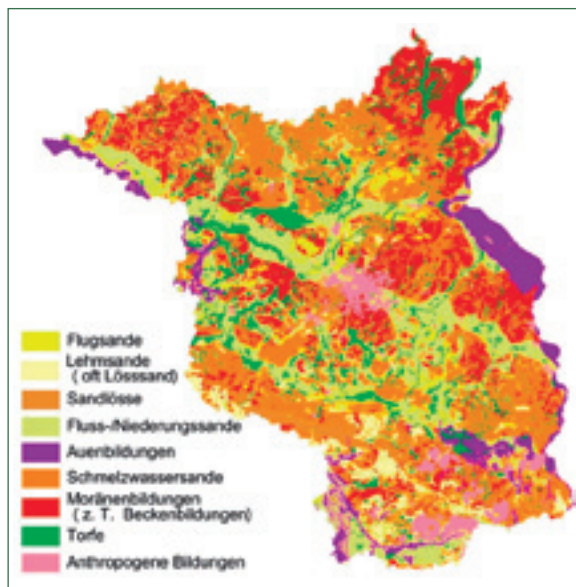 Flugsande
Lehmsande
( oft Lösssand)
Sandlösse
Fluss-/Niederungssande
Auenbildungen
Schmelzwassersande
Moränenbildungen
( z. T. Beckenbildungen)
Torfe
Anthropogene Bildungen